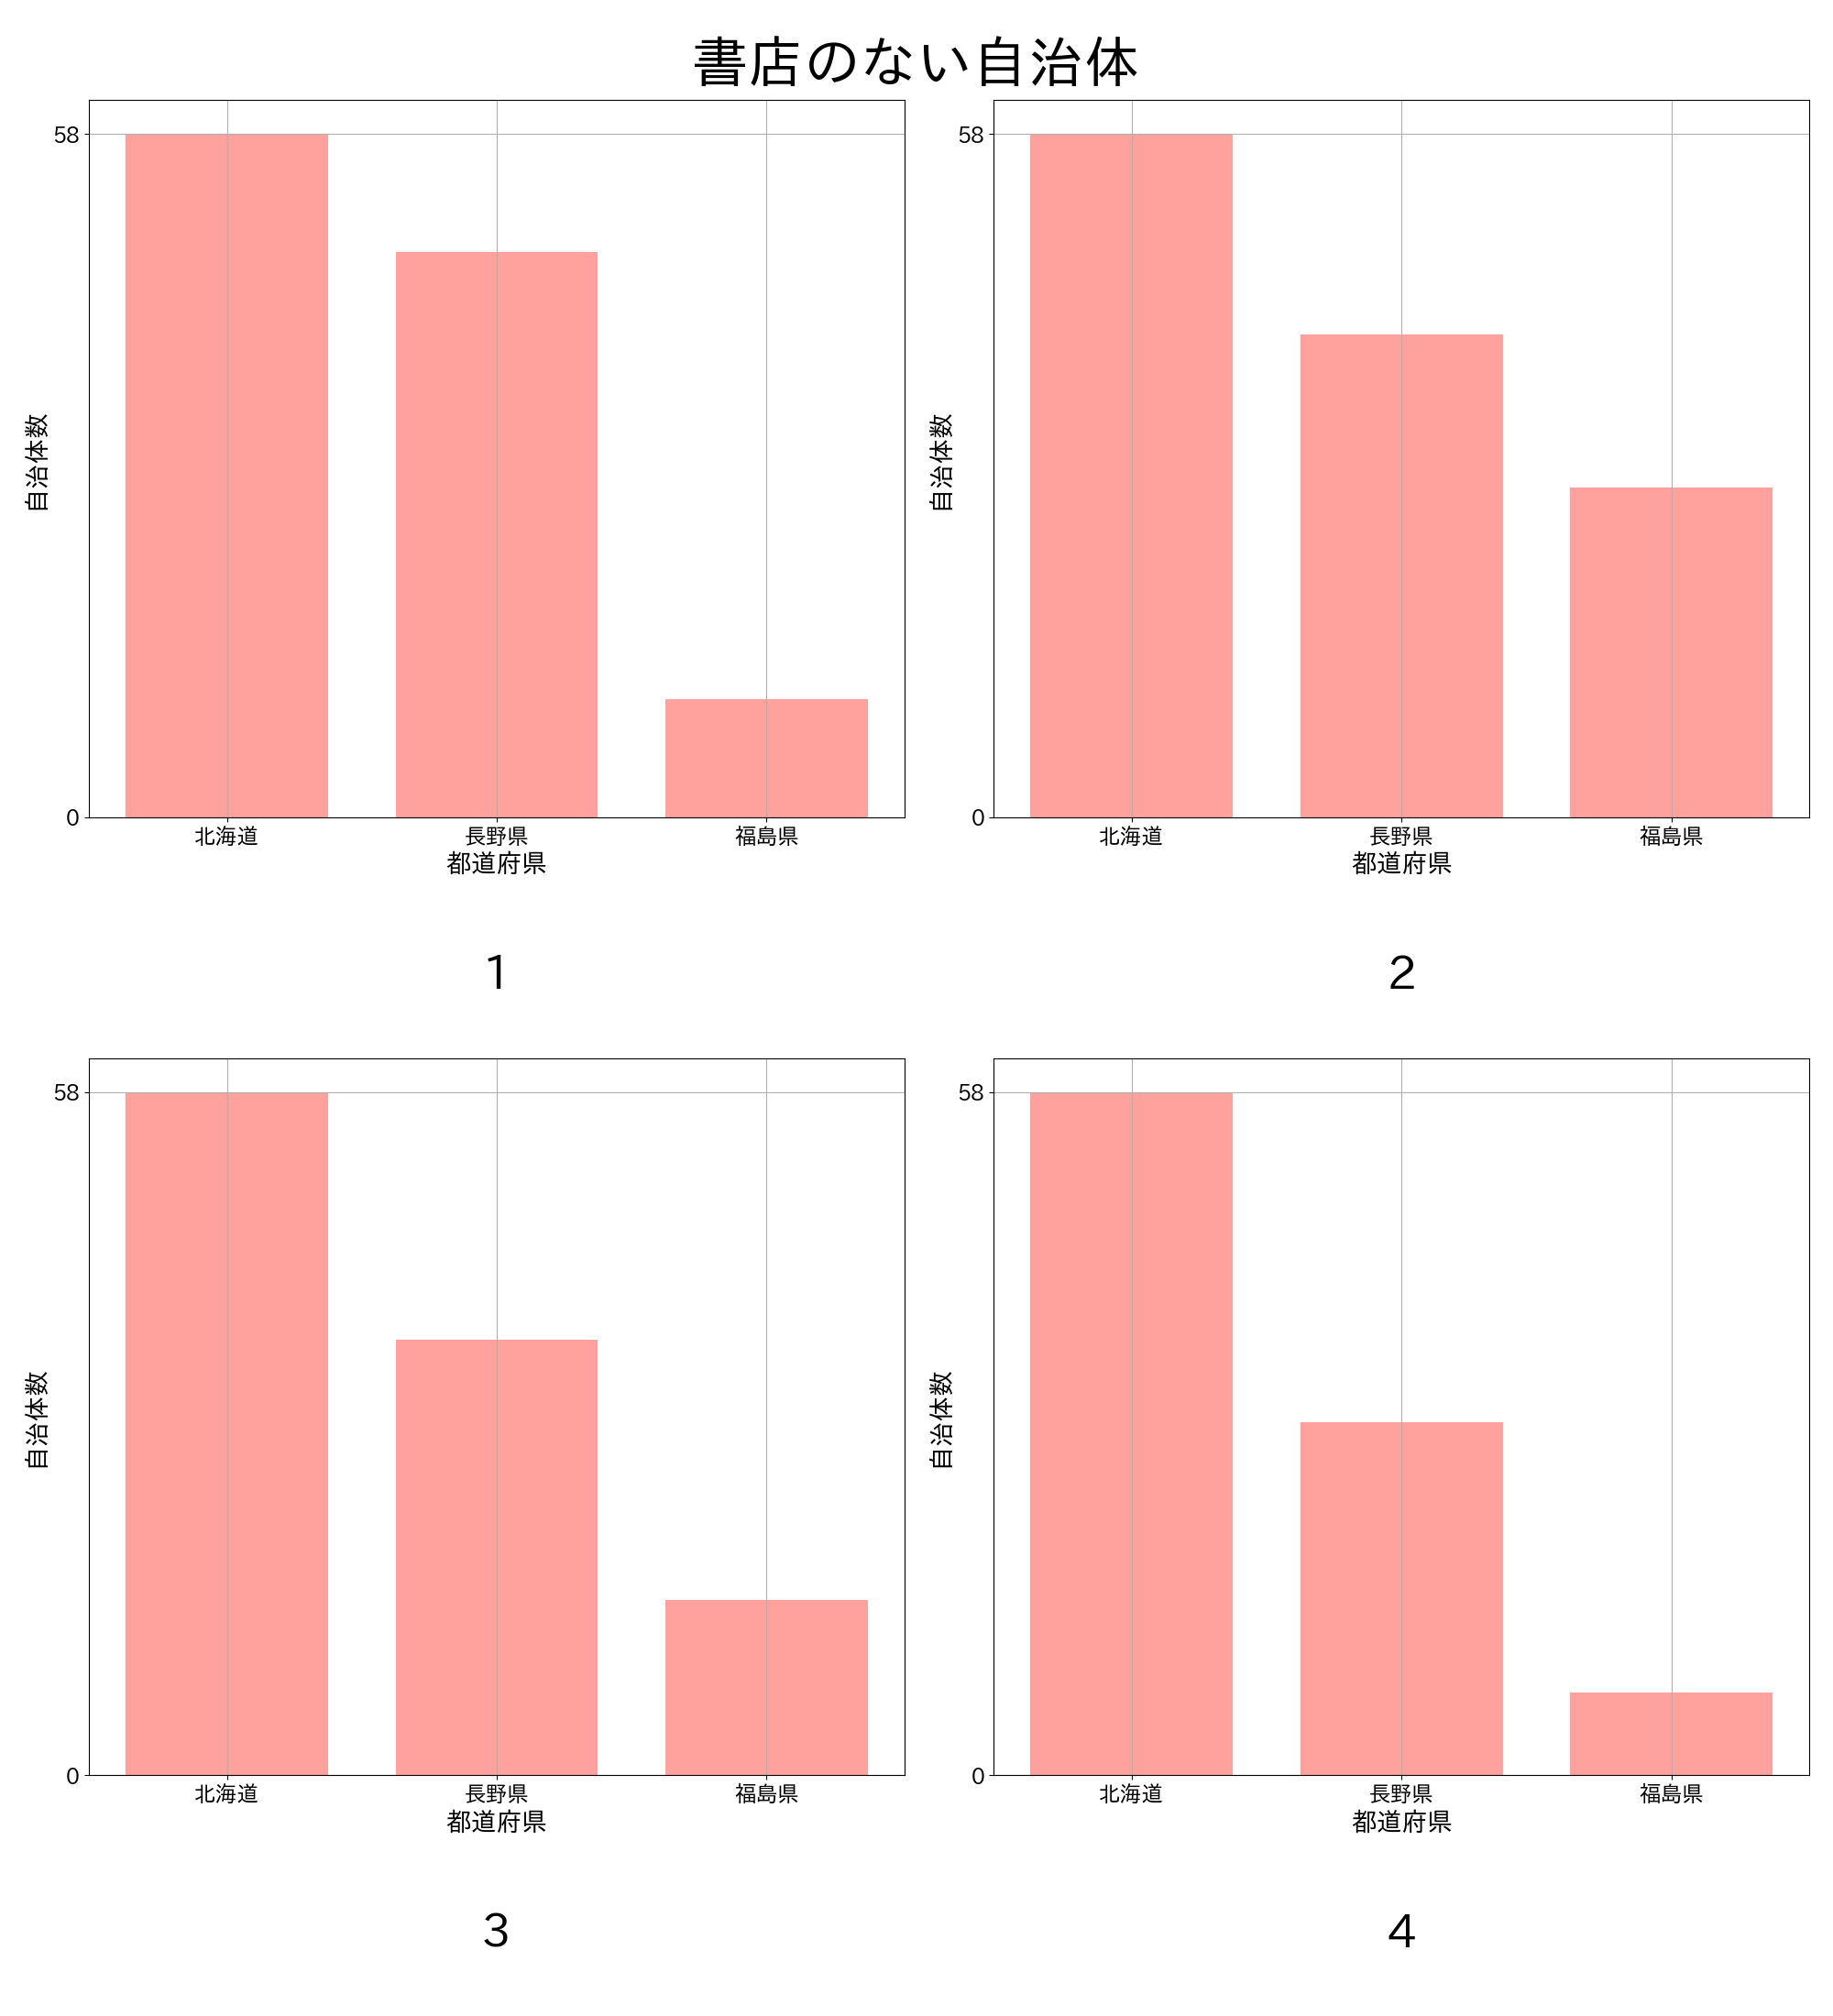 書店のない自治体
58
0
自治体数
北海道
長野県
福島県
都道府県
1
58
0
自治体数
北海道
長野県
福島県
都道府県
2
58
0
自治体数
北海道
長野県
福島県
都道府県
3
58
0
自治体数
北海道
長野県
福島県
都道府県
4